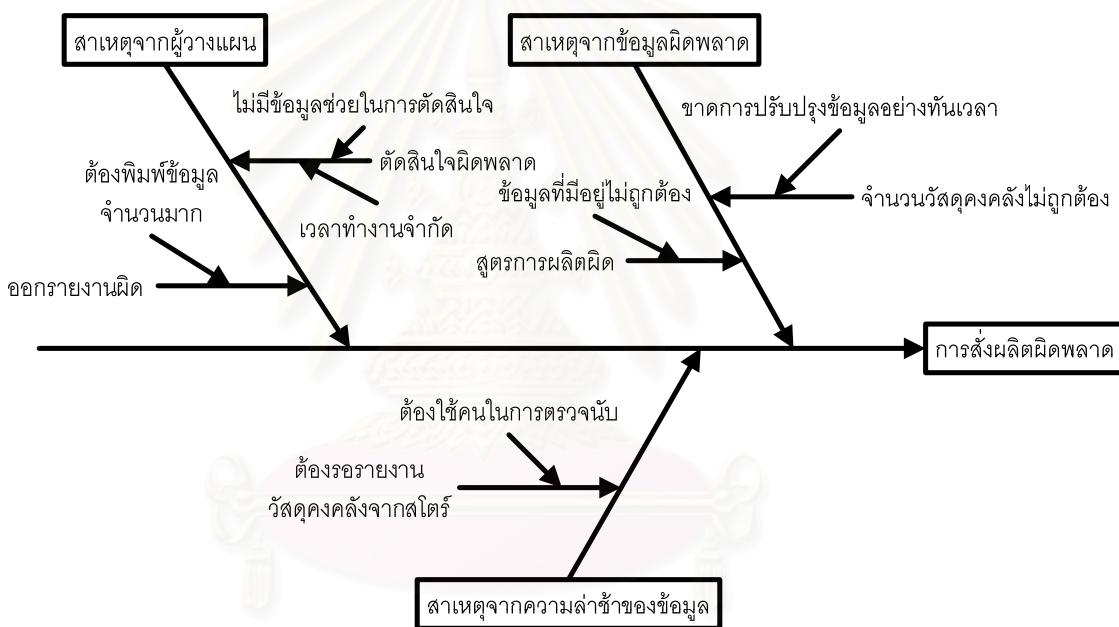 สาเหตุจากผู้วางแผน
สาเหตุจากข้อมูลผิดพลาด
ไม่มีข้อมูลช่วยในการตัดสินใจ
ขาดการปรับปรุงข้อมูลอย่างทันเวลา
ตัดสินใจผิดพลาด
ต้องพิมพ์ข้อมูล
จำนวนมาก
เวลาทำงานจำกัด
ข้อมูลที่มีอยู่ไม่ถูกต้อง
จำนวนวัสดุคงคลังไม่ถูกต้อง
สูตรการผลิตผิด
ออกรายงานผิด
การสั่งผลิตผิดพลาด
ต้องใช้คนในการตรวจนับ
ต้องรอรายงาน
วัสดุคงคลังจากสโตร์
สาเหตุจากความล่าช้าของข้อมูล